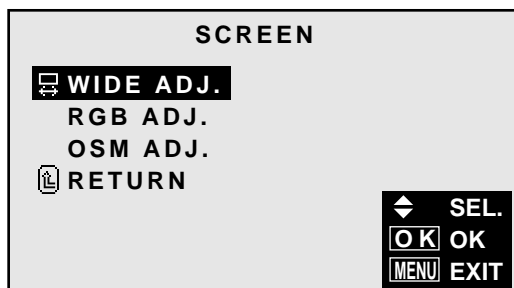 SCREEN
WIDE ADJ.
RGB ADJ.
OSM ADJ.
RETURN
SEL.
OK OK
MENU EXIT